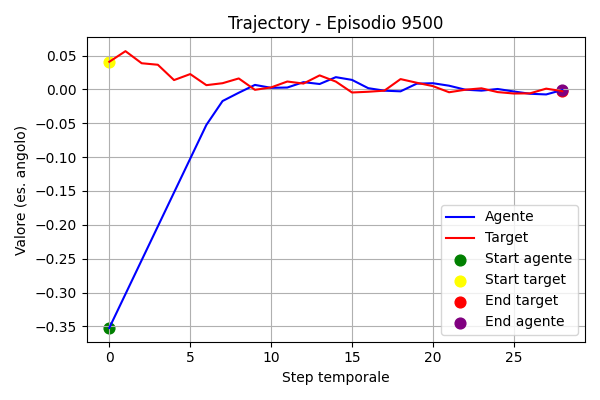 Trajectory - Episodio 9500
Valore (es. angolo)
0.05
0.00
−0.05
−0.10
−0.15
−0.20
−0.25
−0.30
−0.35
0 5 10 15 20 25
Step temporale
Agente
Target
Start agente
Start target
End target
End agente